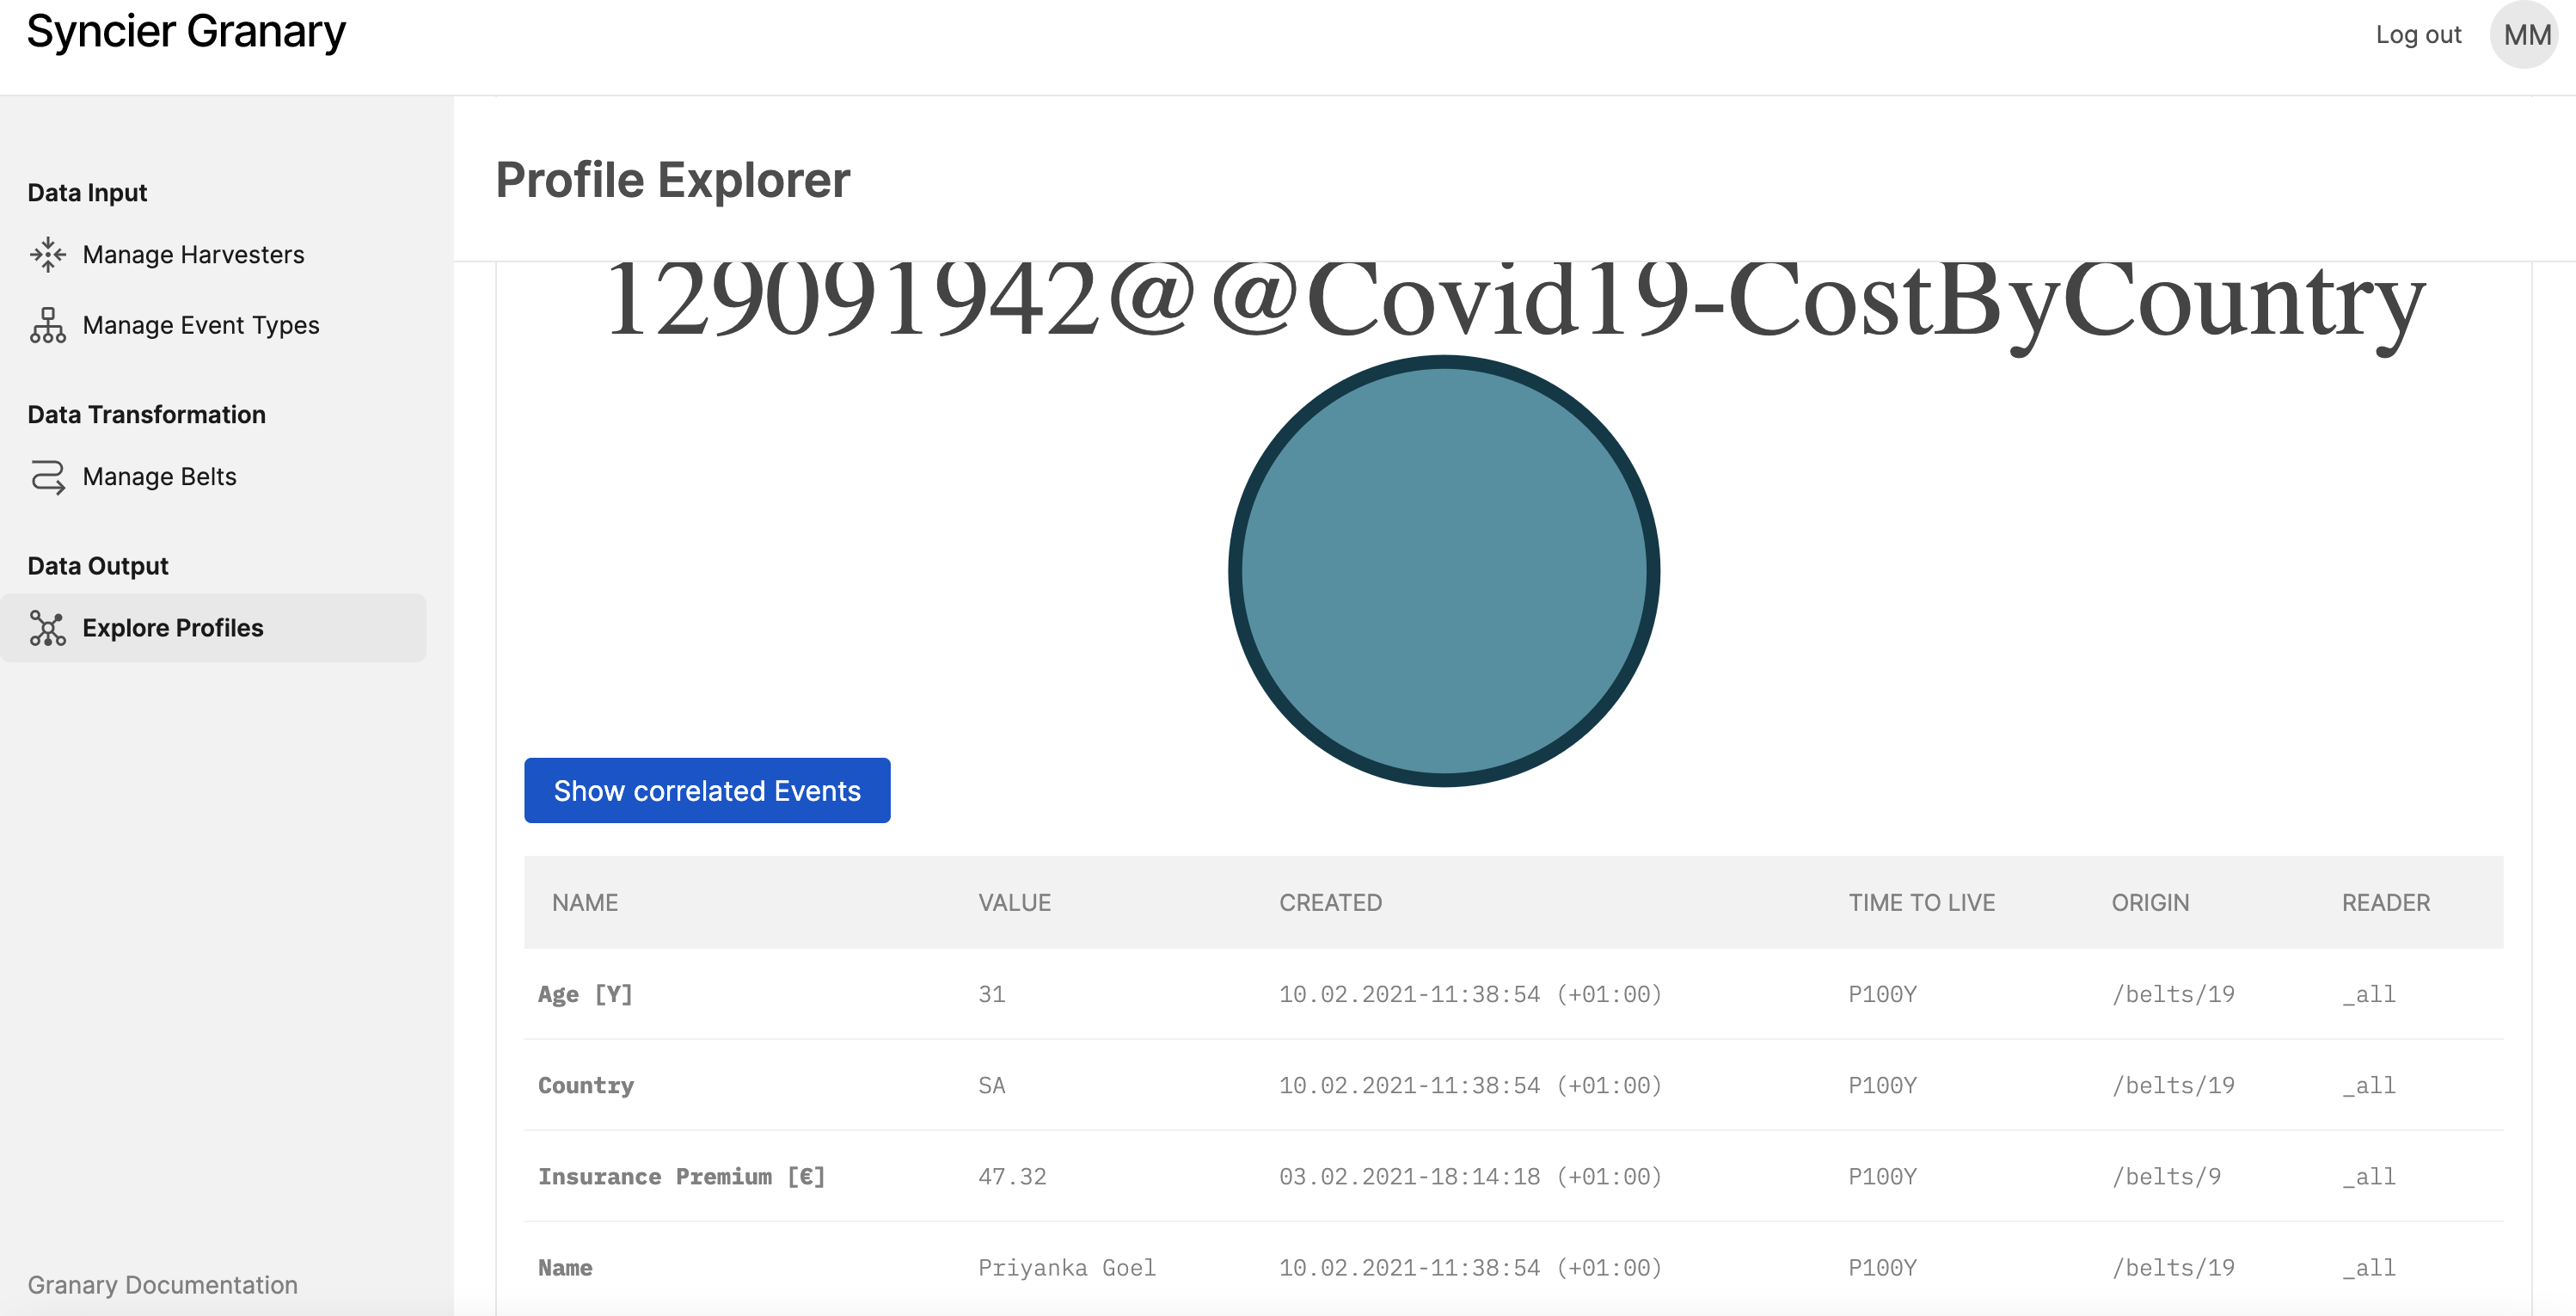 Syncier Granary
Log out
MM
Data Input
Manage Harvesters
Manage Event Types
Data Transformation
Manage Belts
Data Output
Explore Profiles
Granary Documentation
Profile Explorer
129091942@@Covid19-CostByCountry
Show correlated Events
NAME VALUE CREATED TIME TO LIVE ORIGIN READER
Age [Y] 31 10.02.2021-11:38:54 (+01:00) P100Y /belts/19 _all
Country SA 10.02.2021-11:38:54 (+01:00) P100Y /belts/19 _all
Insurance Premium [€] 47.32 03.02.2021-18:14:18 (+01:00) P100Y /belts/9 _all
Name Priyanka Goel 10.02.2021-11:38:54 (+01:00) P100Y /belts/19 _all